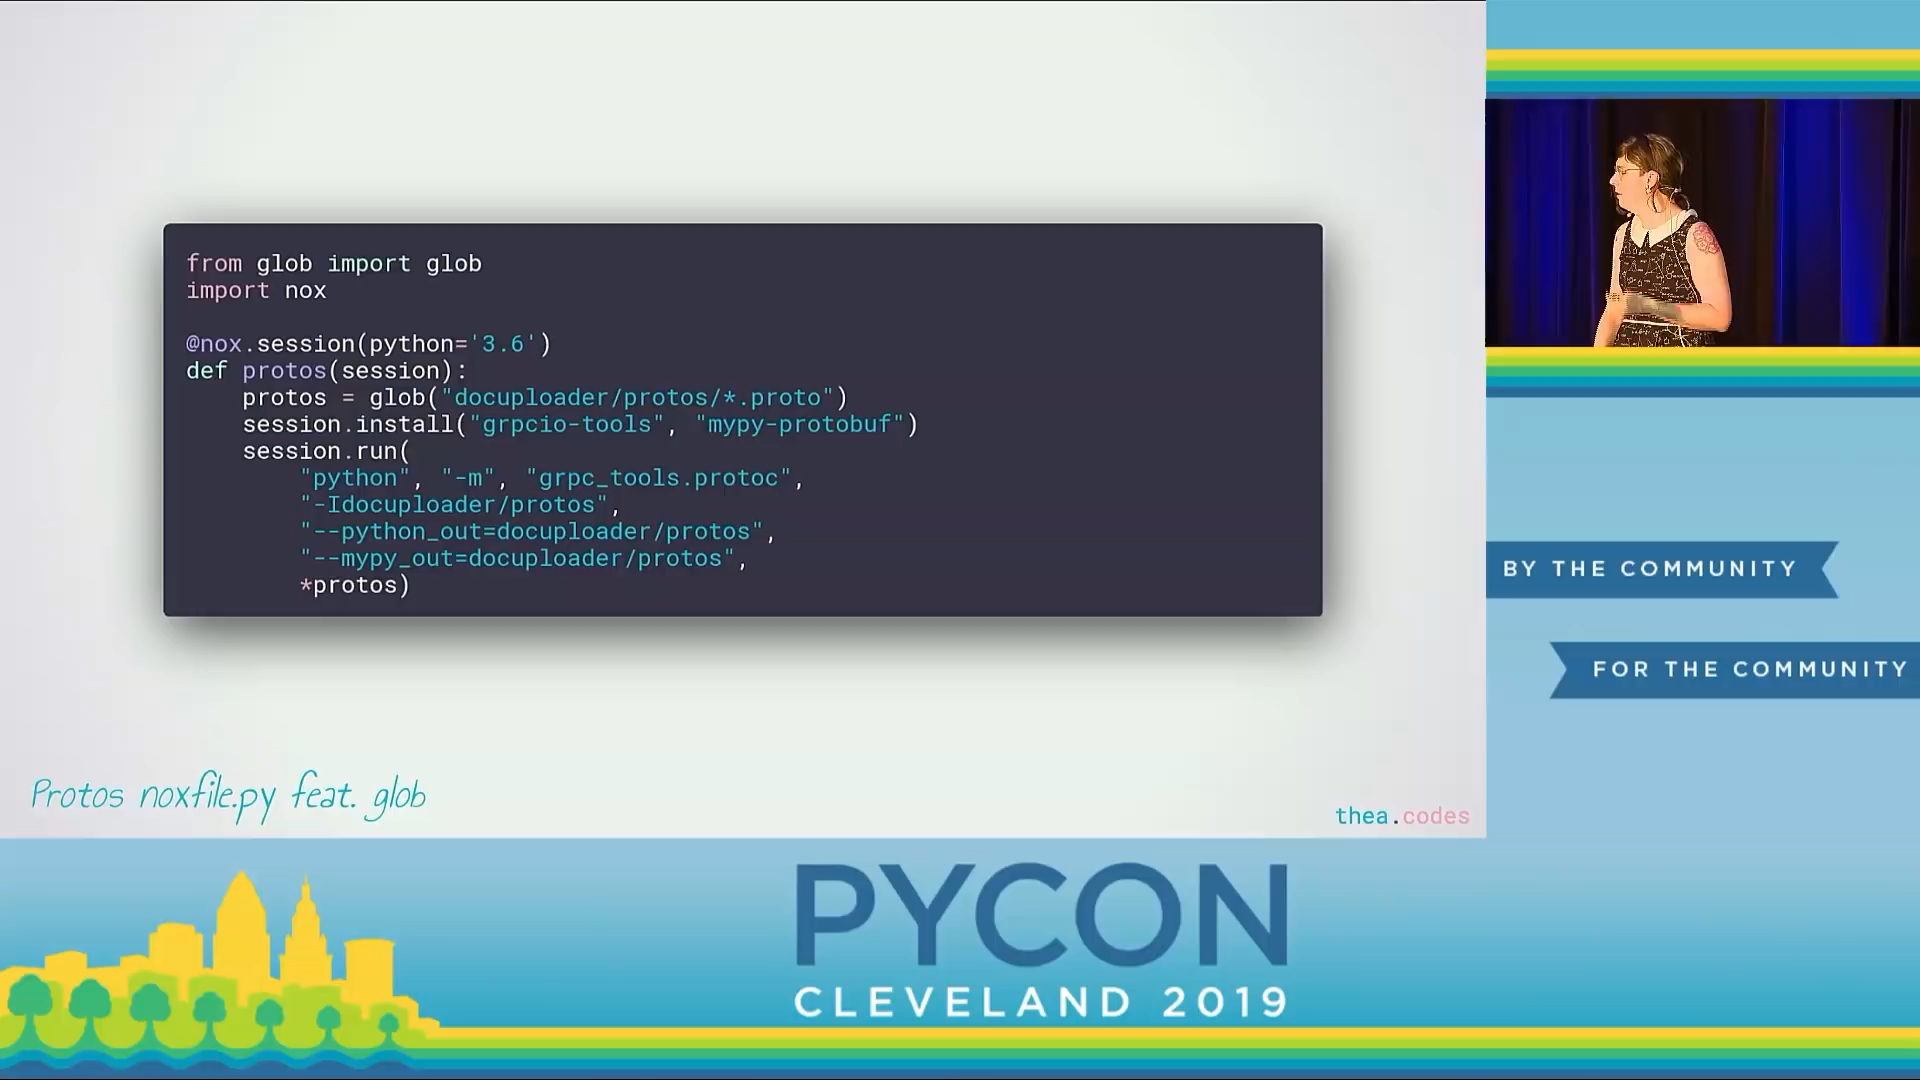 from glob import glob
import nox
@nox.session(python='3.6')
def protos(session):
    protos = glob("docuploader/protos/*.proto")
    session.install("grpcio-tools", "mypy-protobuf")
    session.run(
        "python", "-m", "grpc_tools.protoc",
        "-Idocuploader/protos",
        "--python_out=docuploader/protos",
        "--mypy_out=docuploader/protos",
        *protos)
Protos noxfile.py feat. glob
thea.codes
BY THE COMMUNITY
FOR THE COMMUNITY
PYCON
CLEVELAND 2019